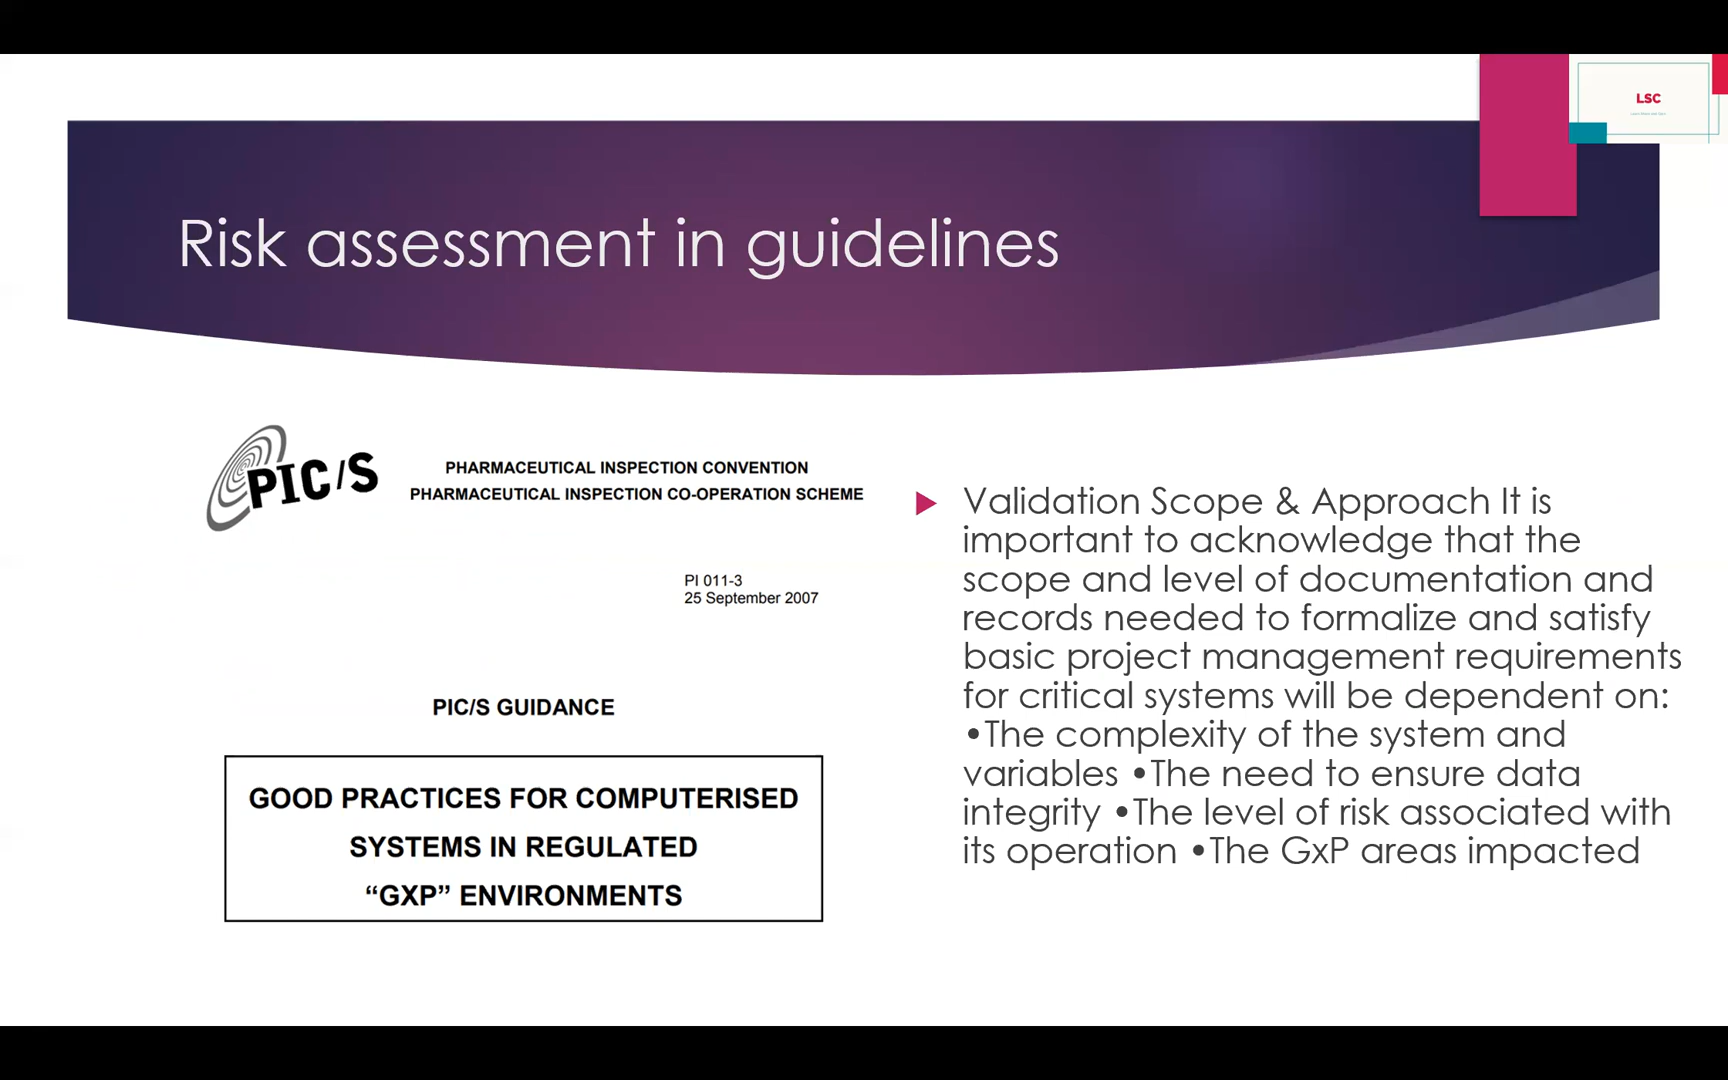 LSC
Risk assessment in guidelines
PIC/S
PHARMACEUTICAL INSPECTION CONVENTION
PHARMACEUTICAL INSPECTION CO-OPERATION SCHEME
PI 011-3
25 September 2007
PIC/S GUIDANCE
GOOD PRACTICES FOR COMPUTERISED
SYSTEMS IN REGULATED
“GXP” ENVIRONMENTS
Validation Scope & Approach It is
important to acknowledge that the
scope and level of documentation and
records needed to formalize and satisfy
basic project management requirements
for critical systems will be dependent on:
•The complexity of the system and
variables •The need to ensure data
integrity •The level of risk associated with
its operation •The GxP areas impacted